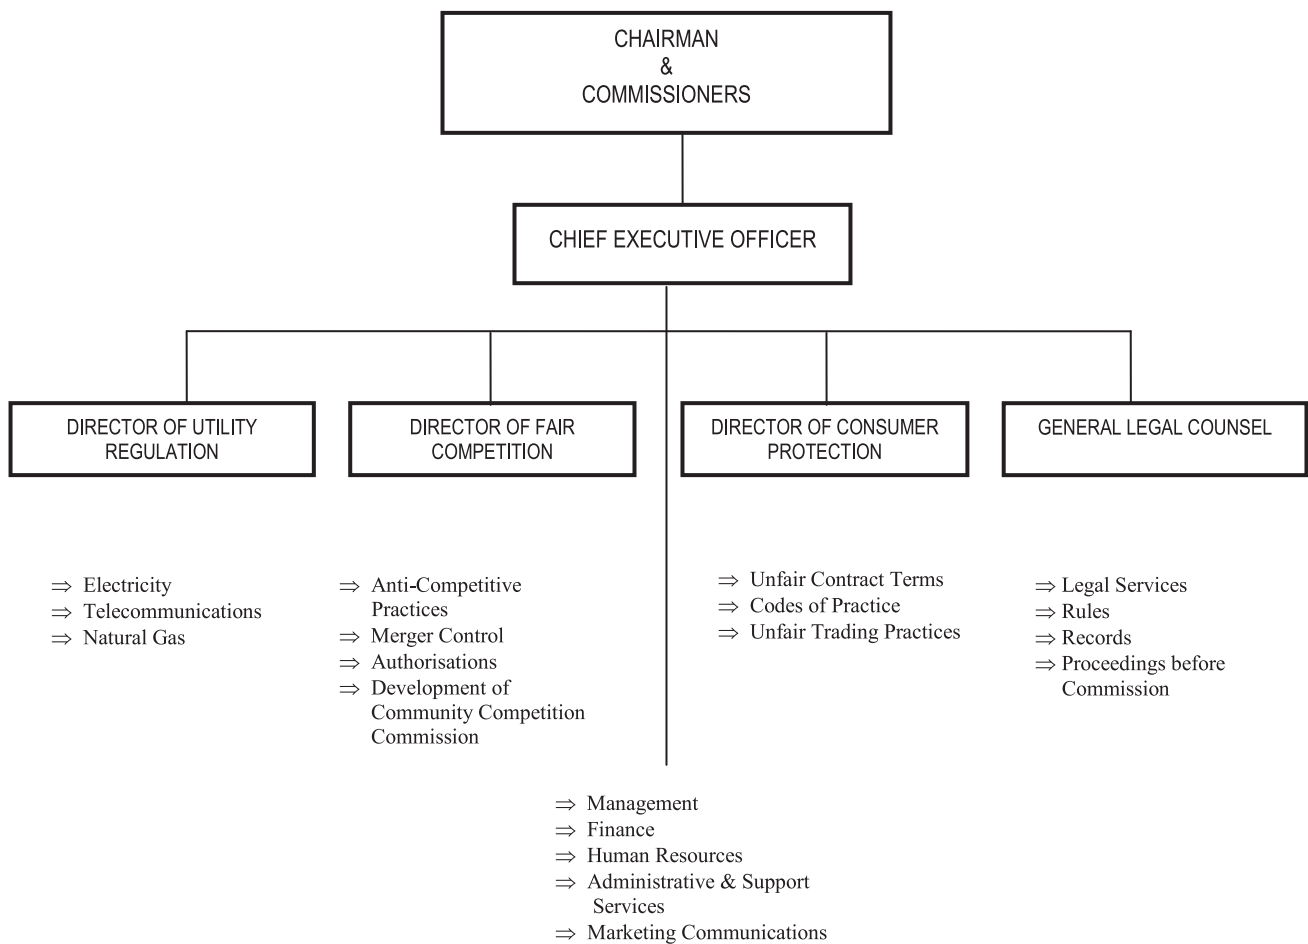 CHAIRMAN
&
COMMISSIONERS
CHIEF EXECUTIVE OFFICER
DIRECTOR OF UTILITY
REGULATION
DIRECTOR OF FAIR
COMPETITION
DIRECTOR OF CONSUMER
PROTECTION
GENERAL LEGAL COUNSEL
⇒ Electricity
⇒ Telecommunications
⇒ Natural Gas
⇒ Anti-Competitive
Practices
⇒ Merger Control
⇒ Authorisations
⇒ Development of
Community Competition
Commission
⇒ Unfair Contract Terms
⇒ Codes of Practice
⇒ Unfair Trading Practices
⇒ Legal Services
⇒ Rules
⇒ Records
⇒ Proceedings before
Commission
⇒ Management
⇒ Finance
⇒ Human Resources
⇒ Administrative & Support
Services
⇒ Marketing Communications